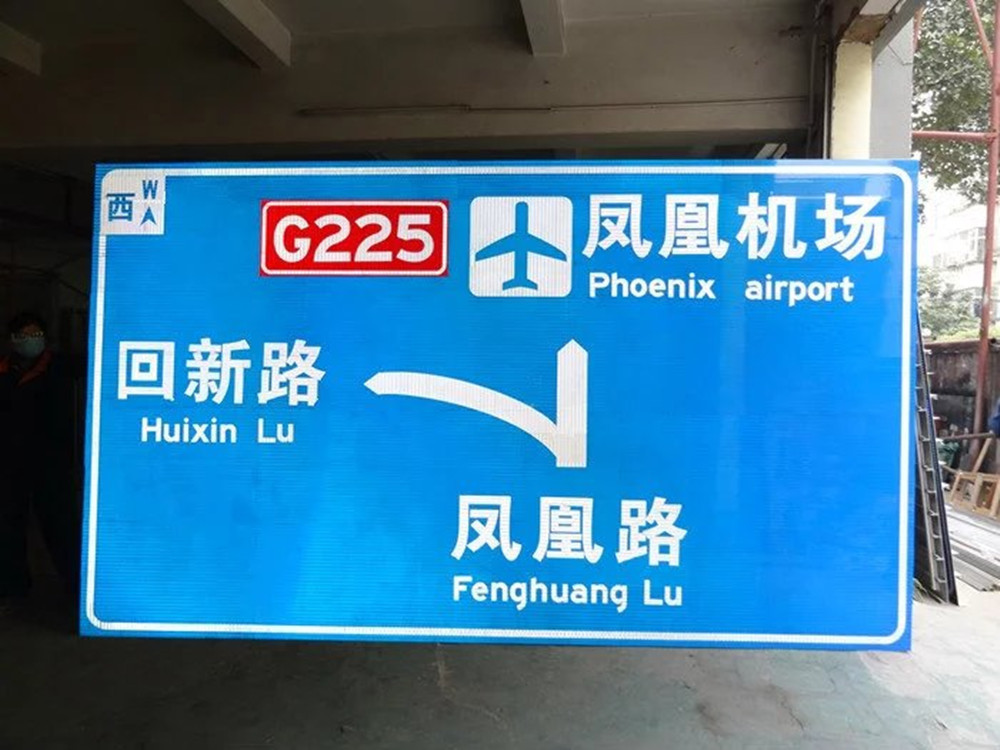 西 W
G225 凤凰机场
Phoenix airport
回新路
Huixin Lu
凤凰路
Fenghuang Lu